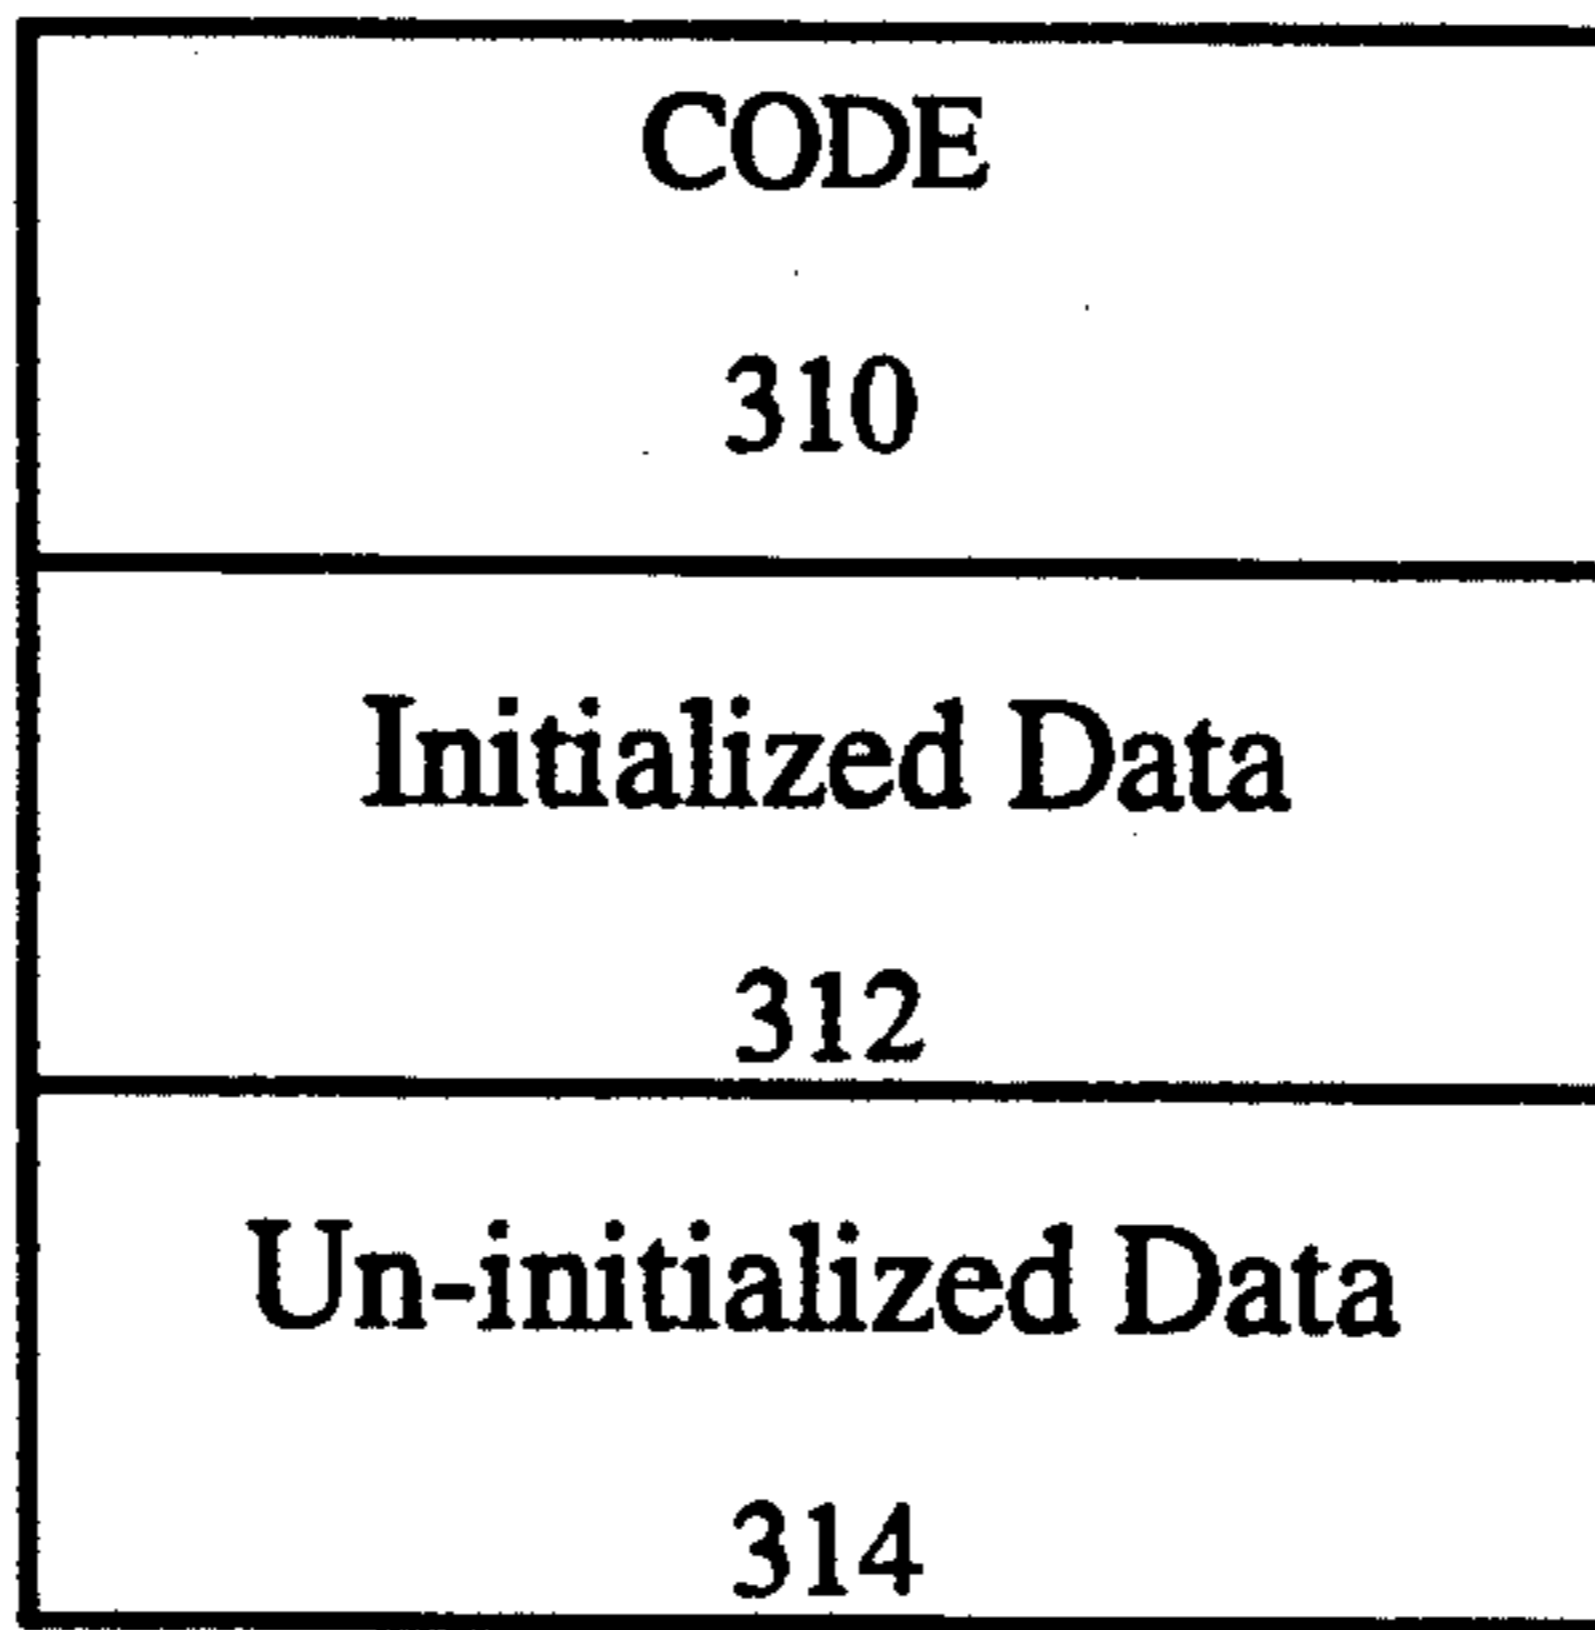 CODE
310
Initialized Data
312
Un-initialized Data
314